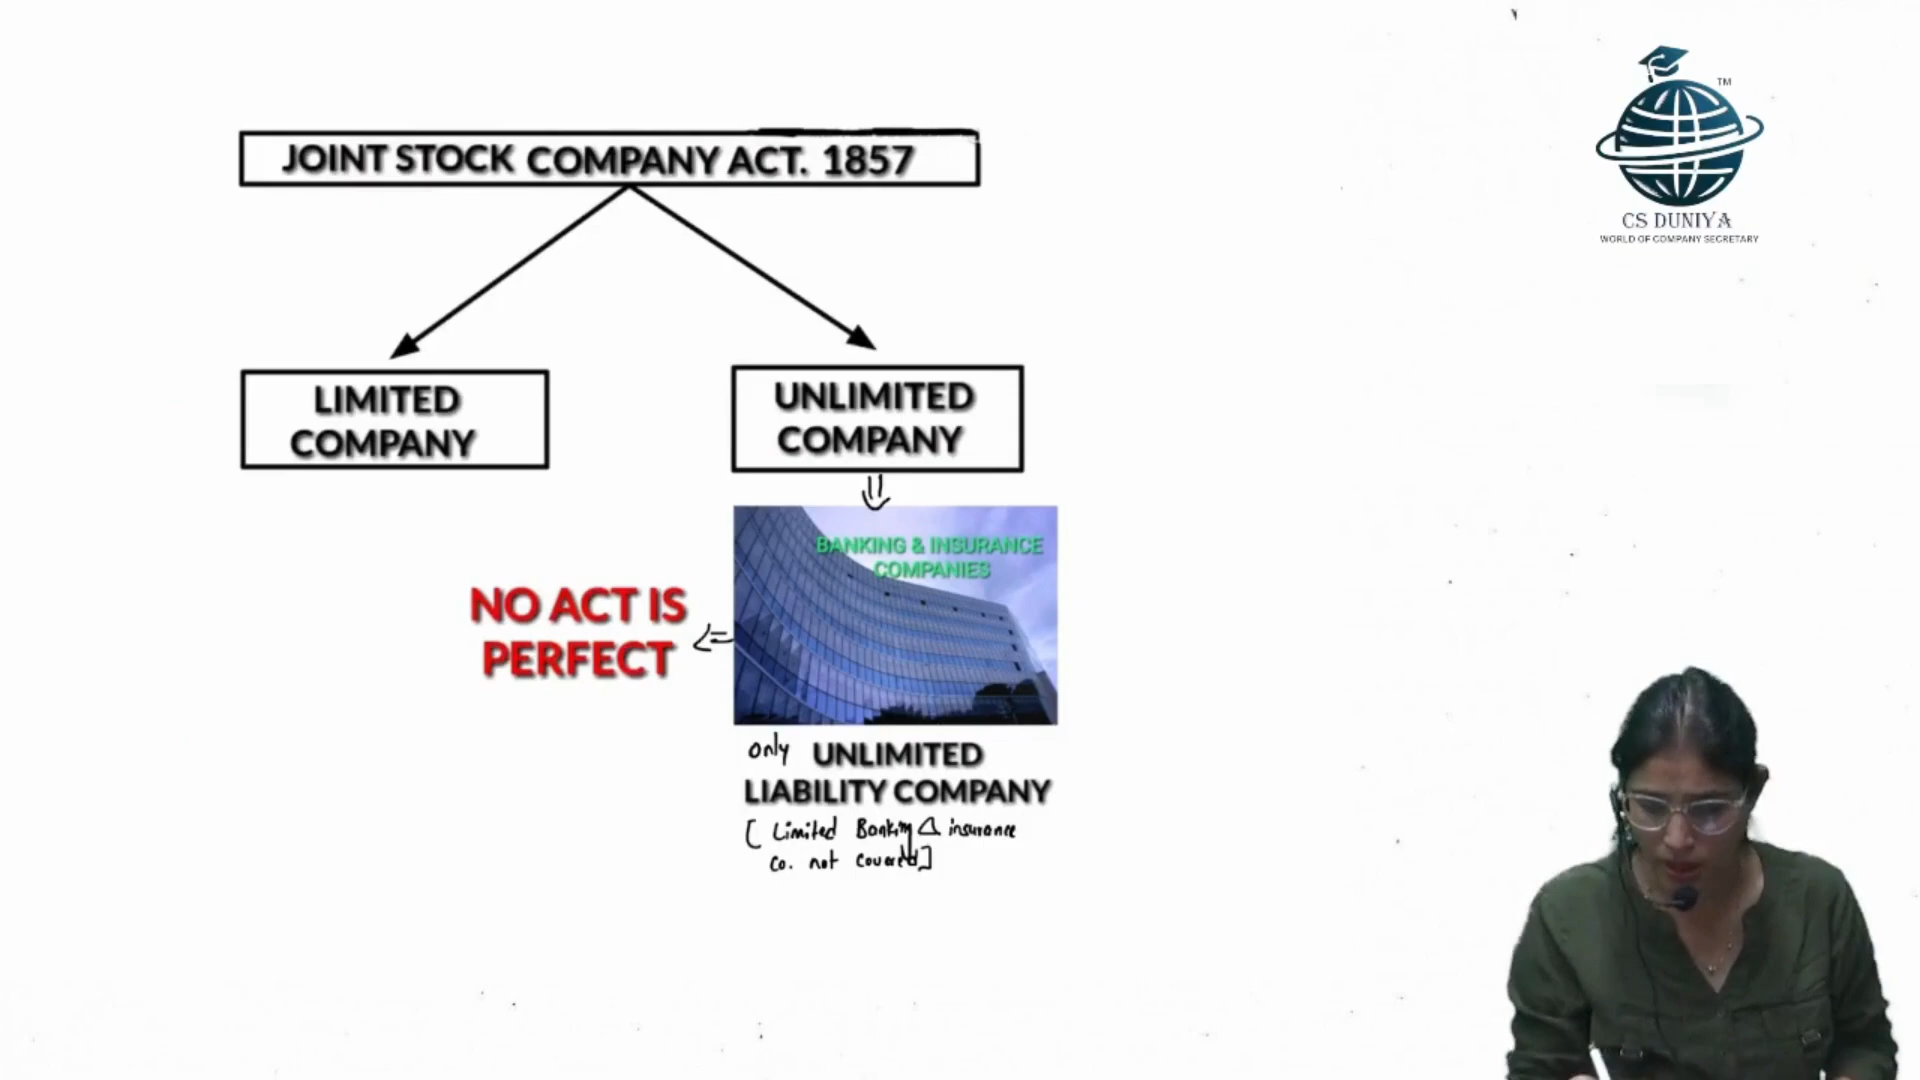 JOINT STOCK COMPANY ACT. 1857
TM
CS DUNIYA
WORLD OF COMPANY SECRETARY
LIMITED
COMPANY
UNLIMITED
COMPANY
BANKING & INSURANCE
COMPANIES
NO ACT IS
PERFECT
only UNLIMITED
LIABILITY COMPANY
[ Limited Banking & insurance
co. not covered]